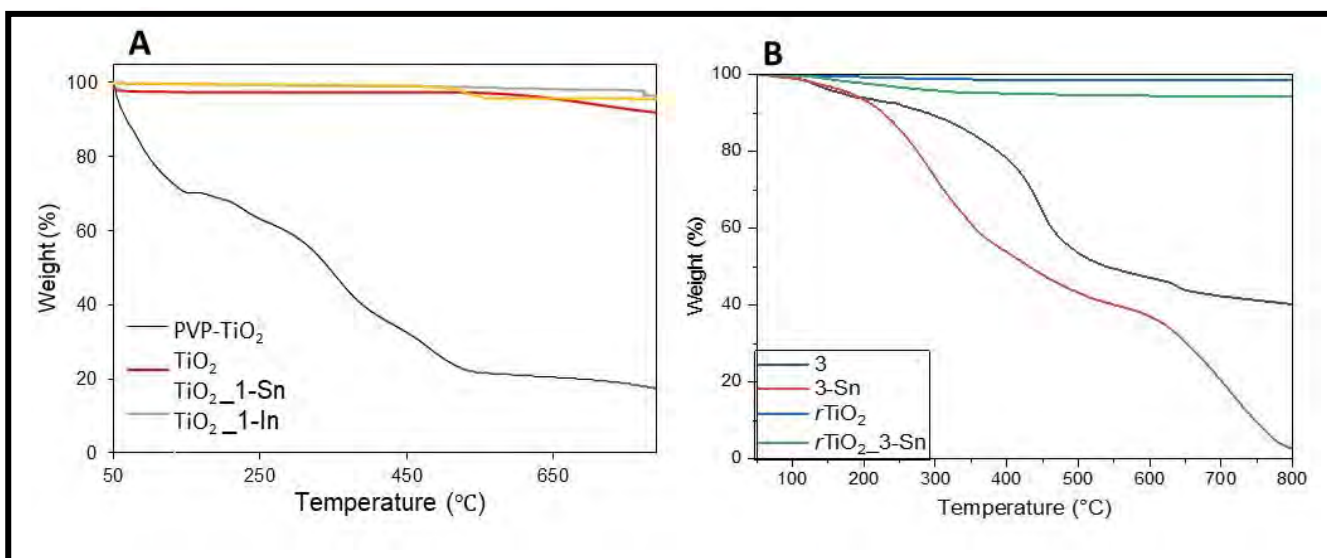 A
100
80
60
40
20
0
Weight (%)
PVP-TiO₂
TiO₂
TiO₂_1-Sn
TiO₂_1-In
50
250
450
650
Temperature (°C)
B
100
80
60
40
20
0
Weight (%)
3
3-Sn
rTiO₂
rTiO₂_3-Sn
100
200
300
400
500
600
700
800
Temperature (°C)